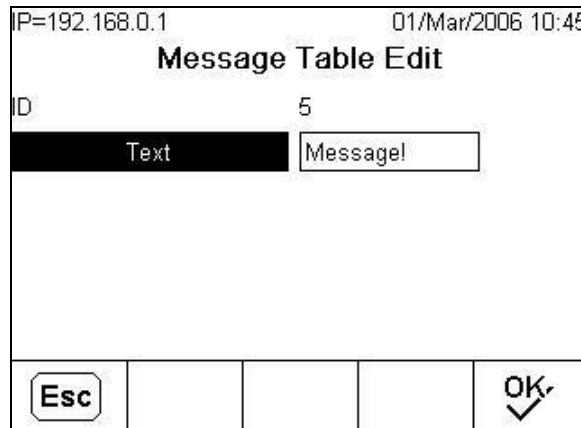 IP=192.168.0.1 01/Mar/2006 10:45
Message Table Edit
ID 5
Text Message!
Esc OK